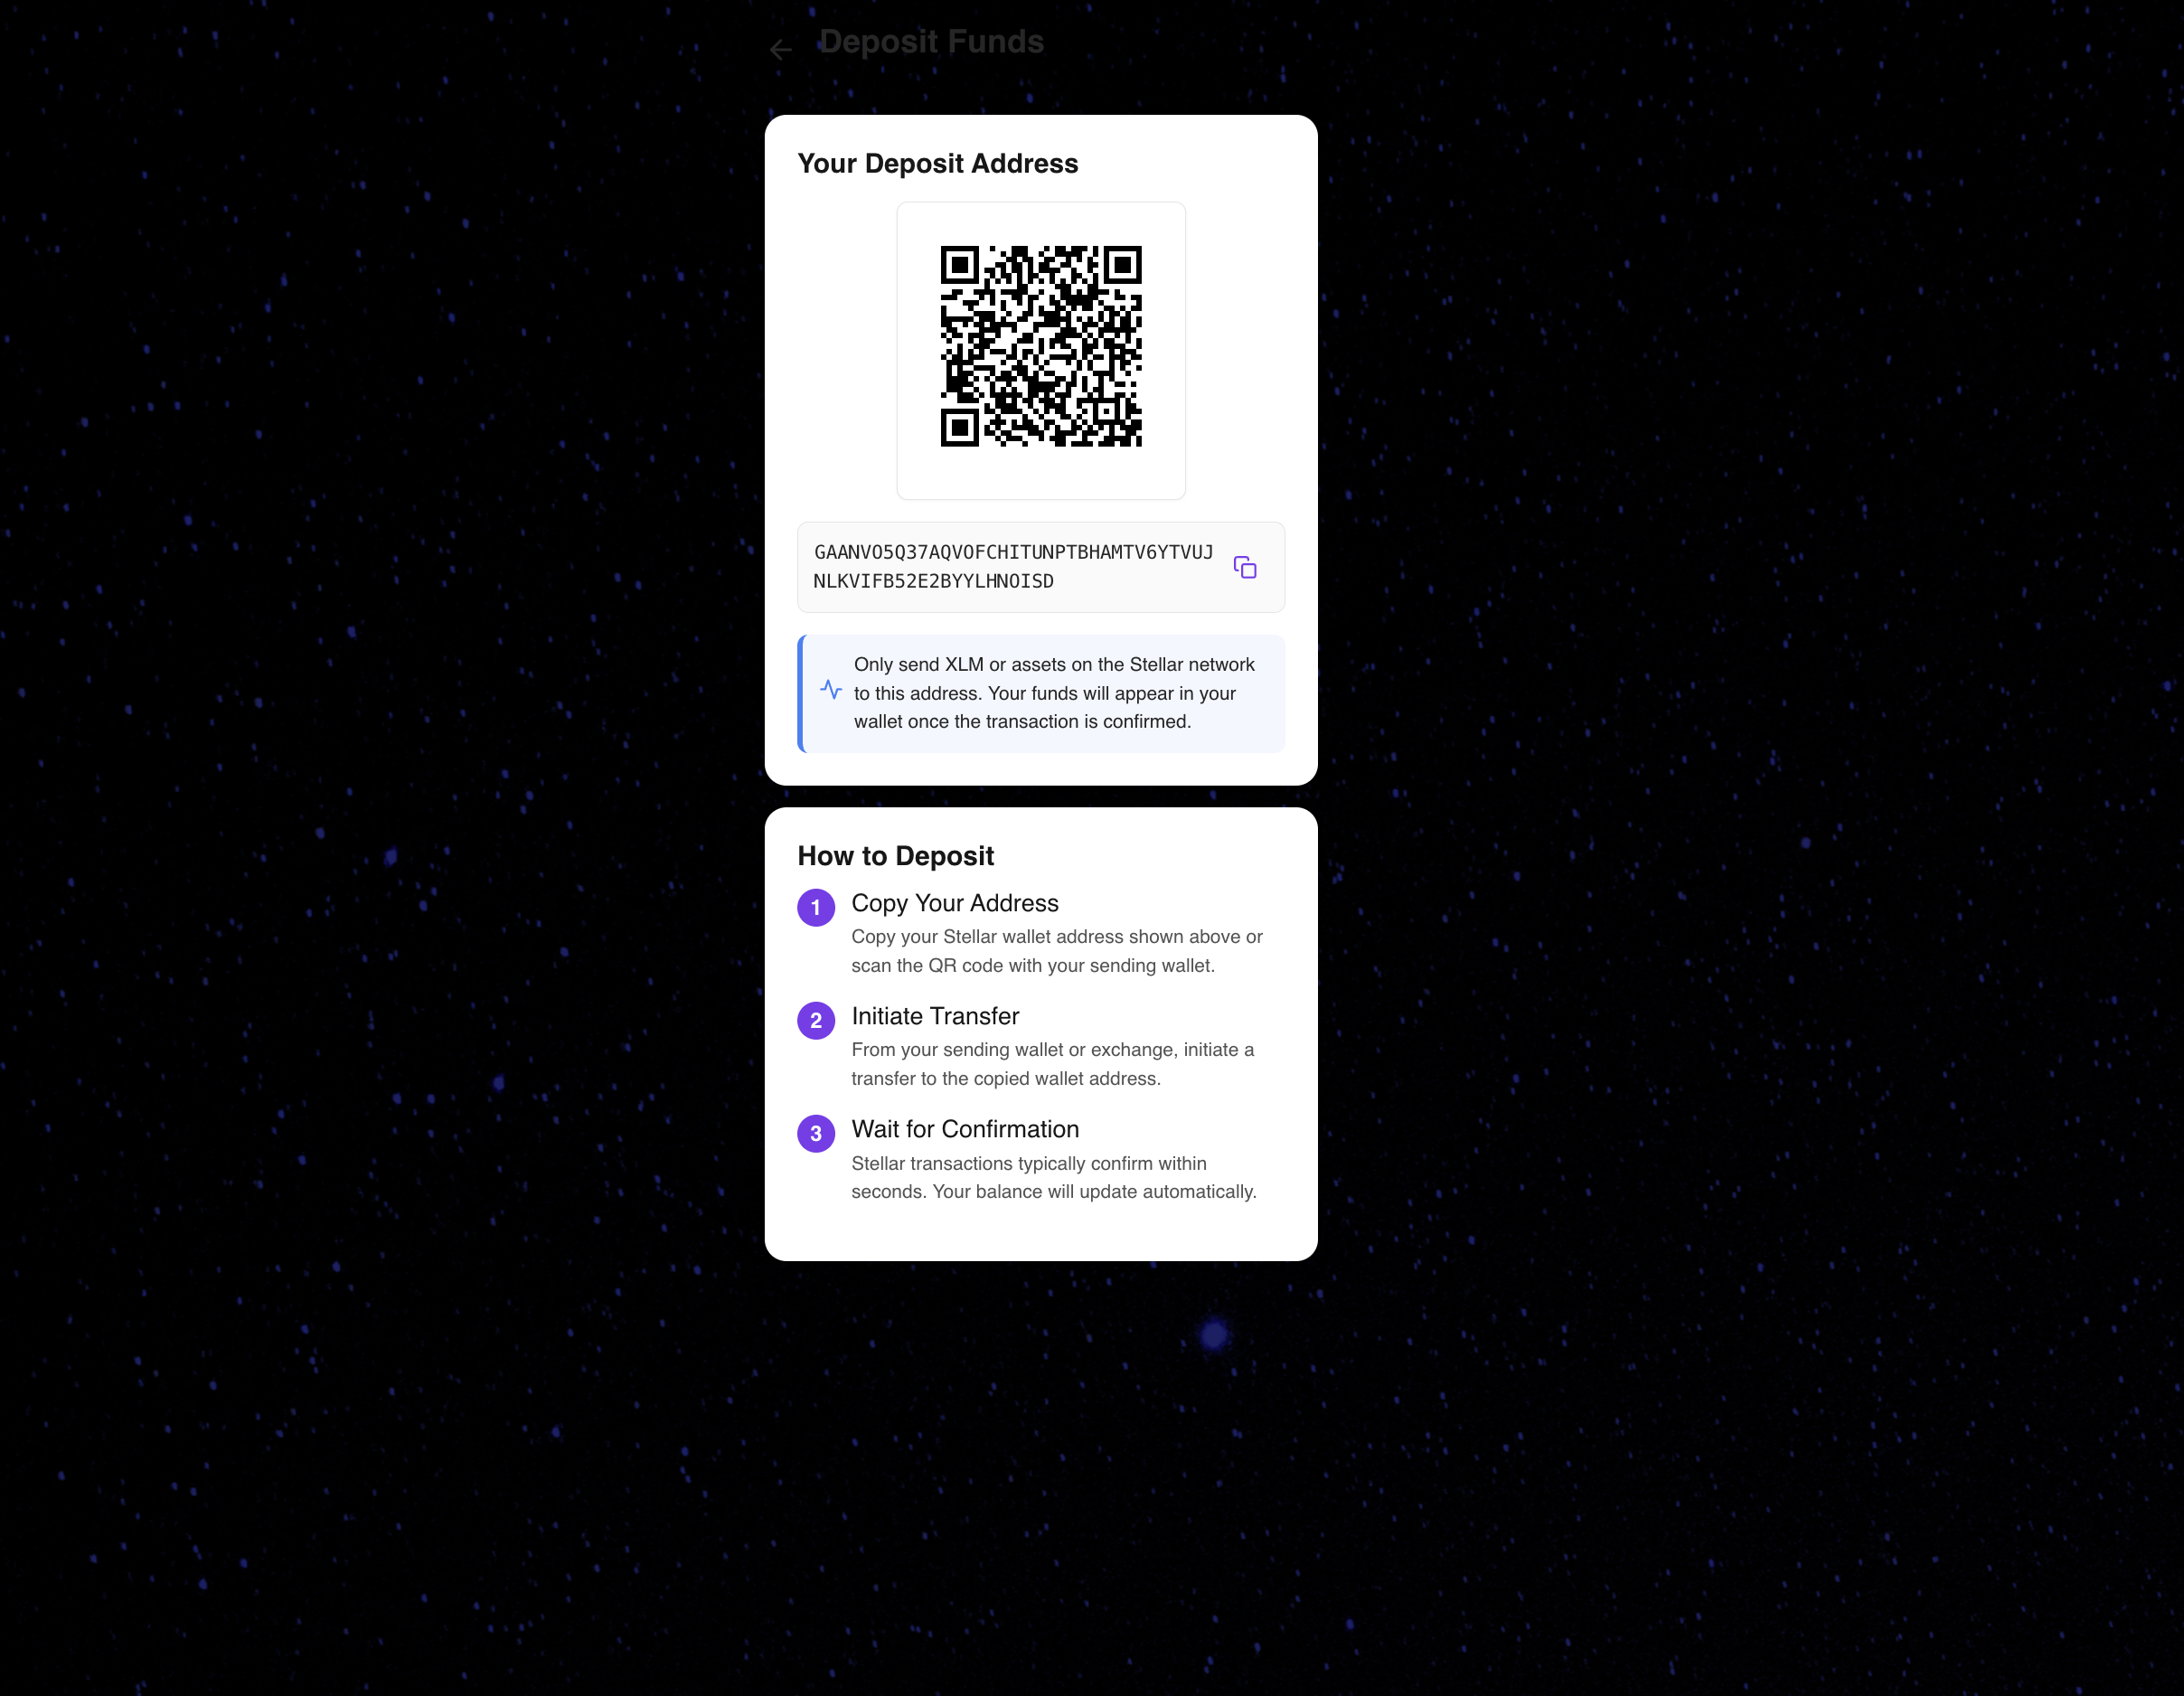 Deposit Funds
Your Deposit Address
GAANVO5Q37AQVOFCHITUNPTBHAMTV6YTVUJ
NLKVIFB52E2BYYLHNOISD
Only send XLM or assets on the Stellar network
to this address. Your funds will appear in your
wallet once the transaction is confirmed.
How to Deposit
1
Copy Your Address
Copy your Stellar wallet address shown above or
scan the QR code with your sending wallet.
2
Initiate Transfer
From your sending wallet or exchange, initiate a
transfer to the copied wallet address.
3
Wait for Confirmation
Stellar transactions typically confirm within
seconds. Your balance will update automatically.